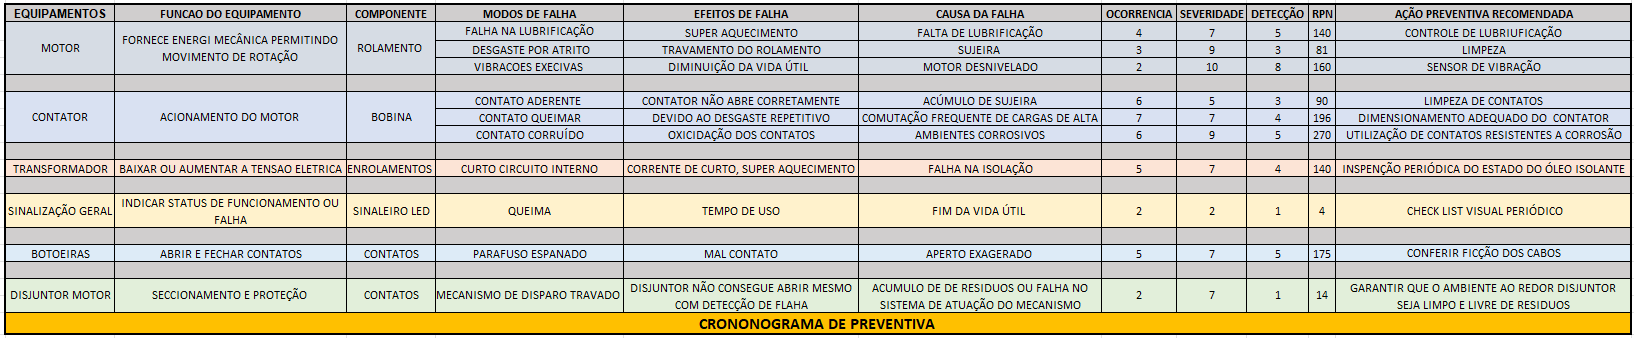 EQUIPAMENTOS FUNCAO DO EQUIPAMENTO COMPONENTE MODOS DE FALHA EFEITOS DE FALHA CAUSA DA FALHA OCORRENCIA SEVERIDADE DETECÇÃO RPN AÇÃO PREVENTIVA RECOMENDADA
MOTOR FORNECE ENERGI MECÂNICA PERMITINDO MOVIMENTO DE ROTAÇÃO ROLAMENTO FALHA NA LUBRIFICAÇÃO SUPER AQUECIMENTO FALTA DE LUBRIFICAÇÃO 4 7 5 140 CONTROLE DE LUBRIUFICAÇÃO
DESGASTE POR ATRITO TRAVAMENTO DO ROLAMENTO SUJEIRA 3 9 3 81 LIMPEZA
VIBRACOES EXECIVAS DIMINUIÇÃO DA VIDA ÚTIL MOTOR DESNIVELADO 2 10 8 160 SENSOR DE VIBRAÇÃO
CONTATOR ACIONAMENTO DO MOTOR BOBINA CONTATO ADERENTE CONTATOR NÃO ABRE CORRETAMENTE ACÚMULO DE SUJEIRA 6 5 3 90 LIMPEZA DE CONTATOS
CONTATO QUEIMAR DEVIDO AO DESGASTE REPETITIVO COMUTAÇÃO FREQUENTE DE CARGAS DE ALTA 7 7 4 196 DIMENSIONAMENTO ADEQUADO DO CONTATOR
CONTATO CORRUÍDO OXICIDAÇÃO DOS CONTATOS AMBIENTES CORROSIVOS 6 9 5 270 UTILIZAÇÃO DE CONTATOS RESISTENTES A CORROSÃO
TRANSFORMADOR BAIXAR OU AUMENTAR A TENSAO ELETRICA ENROLAMENTOS CURTO CIRCUITO INTERNO CORRENTE DE CURTO, SUPER AQUECIMENTO FALHA NA ISOLAÇÃO 5 7 4 140 INSPENÇÃO PERIÓDICA DO ESTADO DO ÓLEO ISOLANTE
SINALIZAÇÃO GERAL INDICAR STATUS DE FUNCIONAMENTO OU FALHA SINALEIRO LED QUEIMA TEMPO DE USO FIM DA VIDA ÚTIL 2 2 1 4 CHECK LIST VISUAL PERIÓDICO
BOTOEIRAS ABRIR E FECHAR CONTATOS CONTATOS PARAFUSO ESPANADO MAL CONTATO APERTO EXAGERADO 5 7 5 175 CONFERIR FICÇÃO DOS CABOS
DISJUNTOR MOTOR SECCIONAMENTO E PROTEÇÃO CONTATOS MECANISMO DE DISPARO TRAVADO DISJUNTOR NÃO CONSEGUE ABRIR MESMO COM DETECÇÃO DE FLAHA ACUMULO DE DE RESIDUOS OU FALHA NO SISTEMA DE ATUAÇÃO DO MECANISMO 2 7 1 14 GARANTIR QUE O AMBIENTE AO REDOR DISJUNTOR SEJA LIMPO E LIVRE DE RESIDUOS
CRONONOGRAMA DE PREVENTIVA